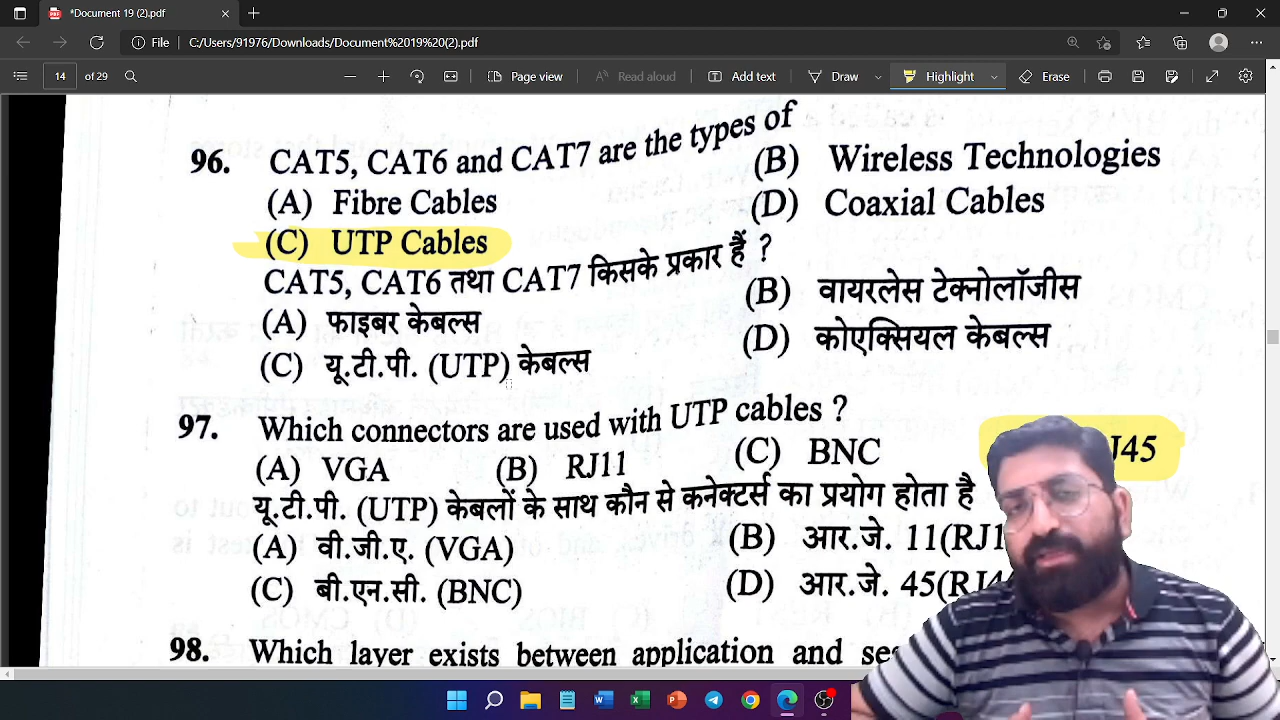 *Document 19 (2).pdf
File C:/Users/91976/Downloads/Document%2019%20(2).pdf
14 of 29 Page view Read aloud Add text Draw Highlight Erase
96. CAT5, CAT6 and CAT7 are the types of
(A) Fibre Cables (B) Wireless Technologies
(C) UTP Cables (D) Coaxial Cables
CAT5, CAT6 तथा CAT7 किसके प्रकार हैं ?
(A) फाइबर केबल्स (B) वायरलेस टेक्नोलॉजीस
(C) यू.टी.पी. (UTP) केबल्स (D) कोएक्सियल केबल्स
97. Which connectors are used with UTP cables ?
(A) VGA (B) RJ11 (C) BNC J45
यू.टी.पी. (UTP) केबलों के साथ कौन से कनेक्टर्स का प्रयोग होता है
(A) वी.जी.ए. (VGA) (B) आर.जे. 11(RJ1
(C) बी.एन.सी. (BNC) (D) आर.जे. 45(RJ4
98. Which layer exists between application and